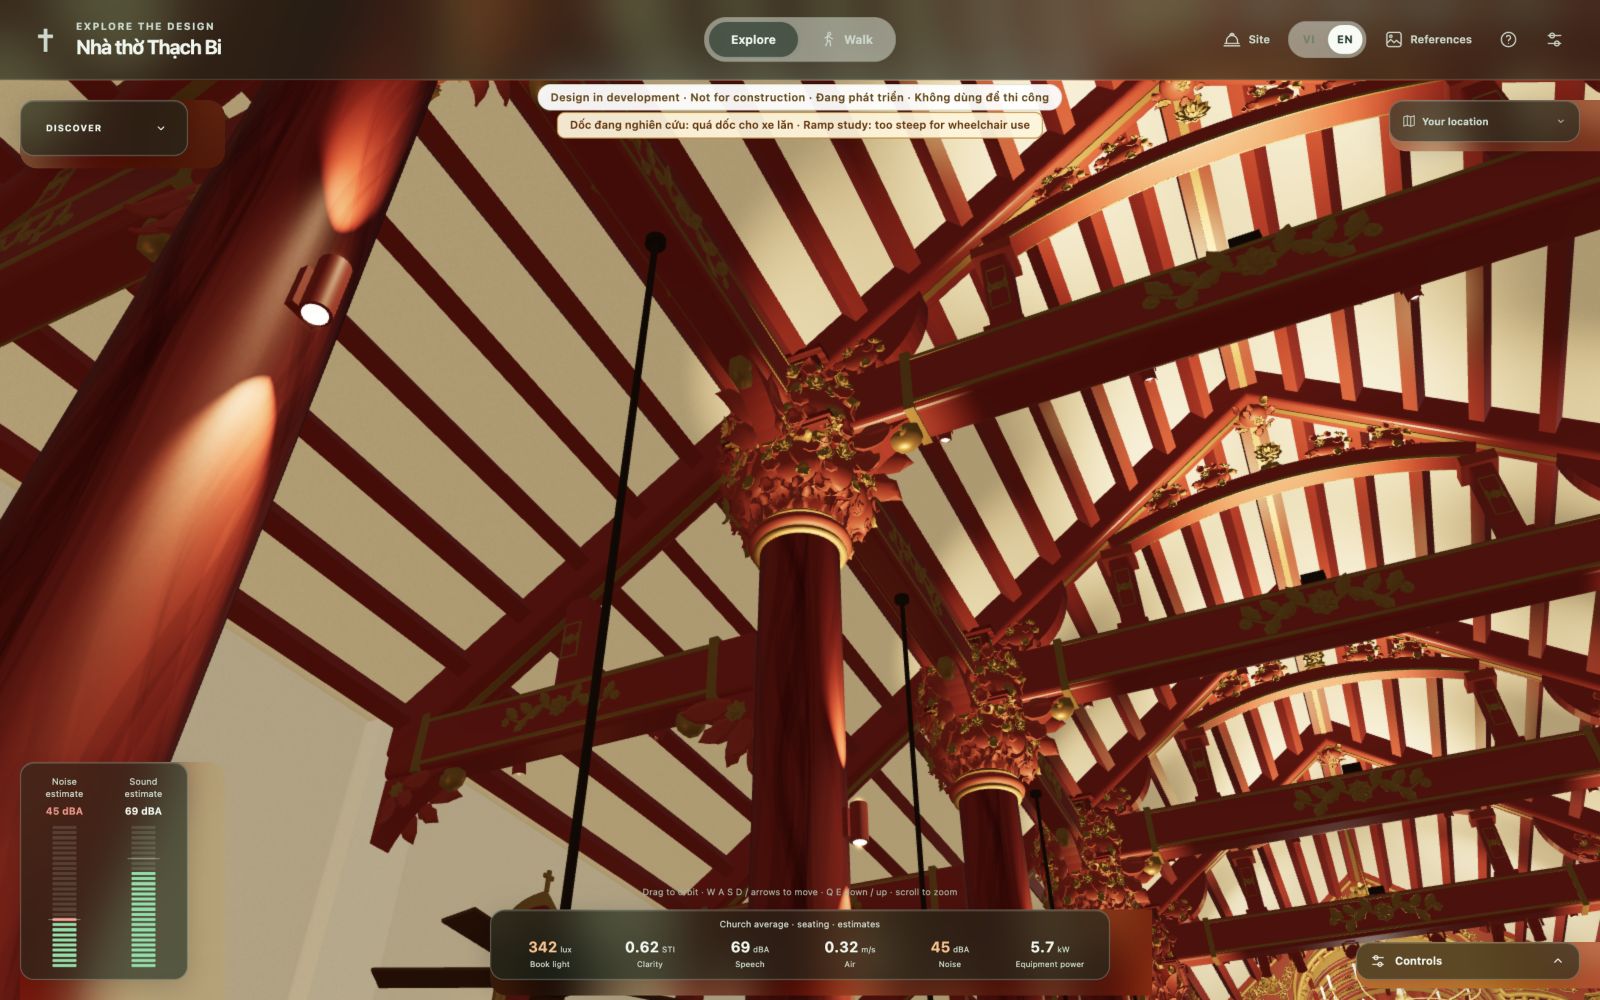 EXPLORE THE DESIGN
Nhà thờ Thạch Bi
Explore
Walk
Site
VI
EN
References
Design in development · Not for construction · Đang phát triển · Không dùng để thi công
Dốc đang nghiên cứu: quá dốc cho xe lăn · Ramp study: too steep for wheelchair use
DISCOVER
Your location
Noise estimate
45 dBA
Sound estimate
69 dBA
Drag to orbit · W A S D / arrows to move · Q E down / up · scroll to zoom
Church average · seating · estimates
342 lux
Book light
0.62 STI
Clarity
69 dBA
Speech
0.32 m/s
Air
45 dBA
Noise
5.7 kW
Equipment power
Controls